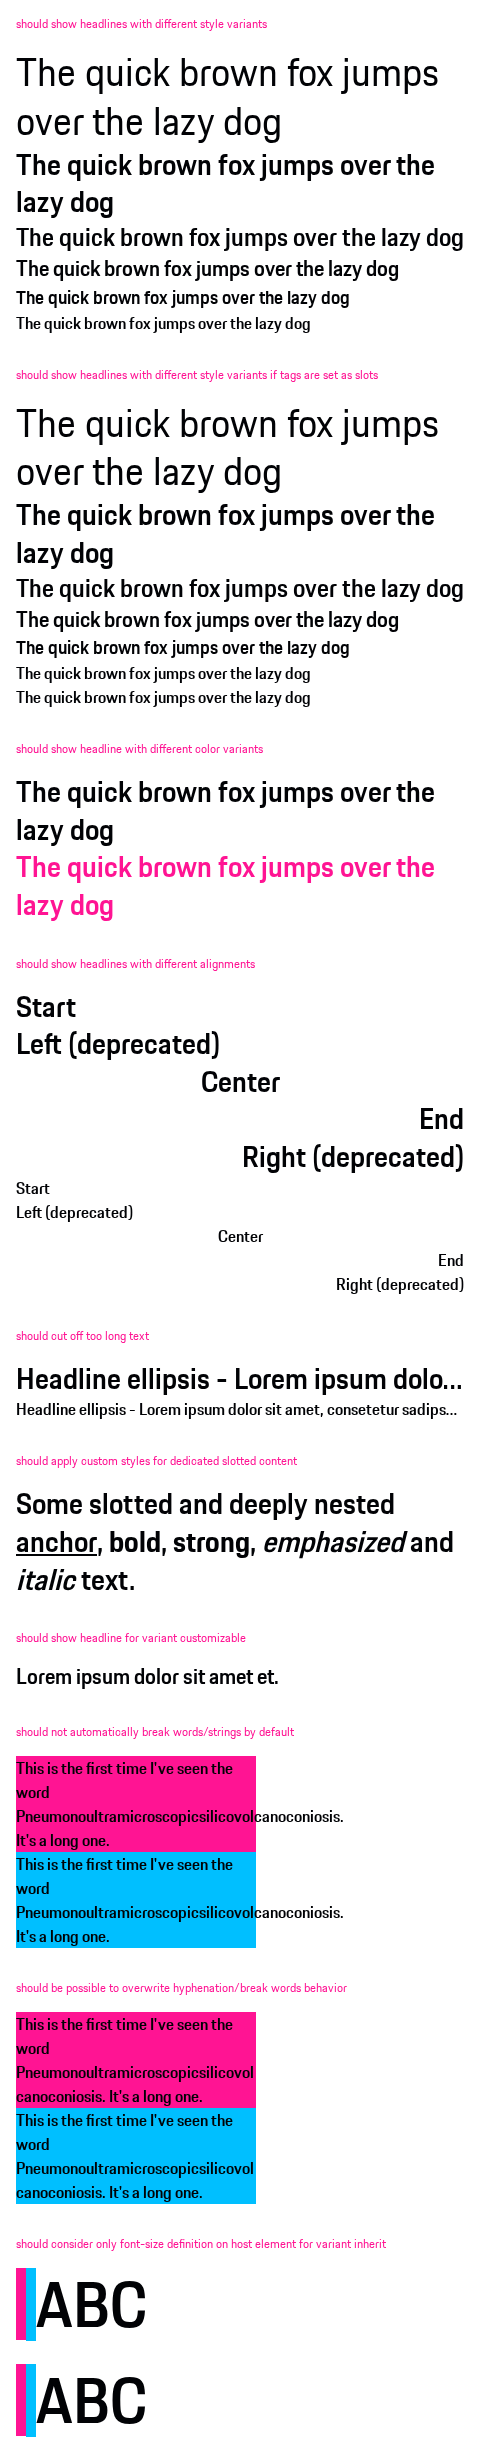 should show headlines with different style variants
The quick brown fox jumps
over the lazy dog
The quick brown fox jumps over the
lazy dog
The quick brown fox jumps over the lazy dog
The quick brown fox jumps over the lazy dog
The quick brown fox jumps over the lazy dog
The quick brown fox jumps over the lazy dog
should show headlines with different style variants if tags are set as slots
The quick brown fox jumps
over the lazy dog
The quick brown fox jumps over the
lazy dog
The quick brown fox jumps over the lazy dog
The quick brown fox jumps over the lazy dog
The quick brown fox jumps over the lazy dog
The quick brown fox jumps over the lazy dog
The quick brown fox jumps over the lazy dog
should show headline with different color variants
The quick brown fox jumps over the
lazy dog
The quick brown fox jumps over the
lazy dog
should show headlines with different alignments
Start
Left (deprecated)
Center
End
Right (deprecated)
Start
Left (deprecated)
Center
End
Right (deprecated)
should cut off too long text
Headline ellipsis - Lorem ipsum dolo...
Headline ellipsis - Lorem ipsum dolor sit amet, consetetur sadips...
should apply custom styles for dedicated slotted content
Some slotted and deeply nested
anchor, bold, strong, emphasized and
italic text.
should show headline for variant customizable
Lorem ipsum dolor sit amet et.
should not automatically break words/strings by default
This is the first time I've seen the
word
Pneumonoultramicroscopicsilicovolcanoconiosis.
It's a long one.
This is the first time I've seen the
word
Pneumonoultramicroscopicsilicovolcanoconiosis.
It's a long one.
should be possible to overwrite hyphenation/break words behavior
This is the first time I've seen the
word
Pneumonoultramicroscopicsilicovol
canoconiosis. It's a long one.
This is the first time I've seen the
word
Pneumonoultramicroscopicsilicovol
canoconiosis. It's a long one.
should consider only font-size definition on host element for variant inherit
ABC
ABC